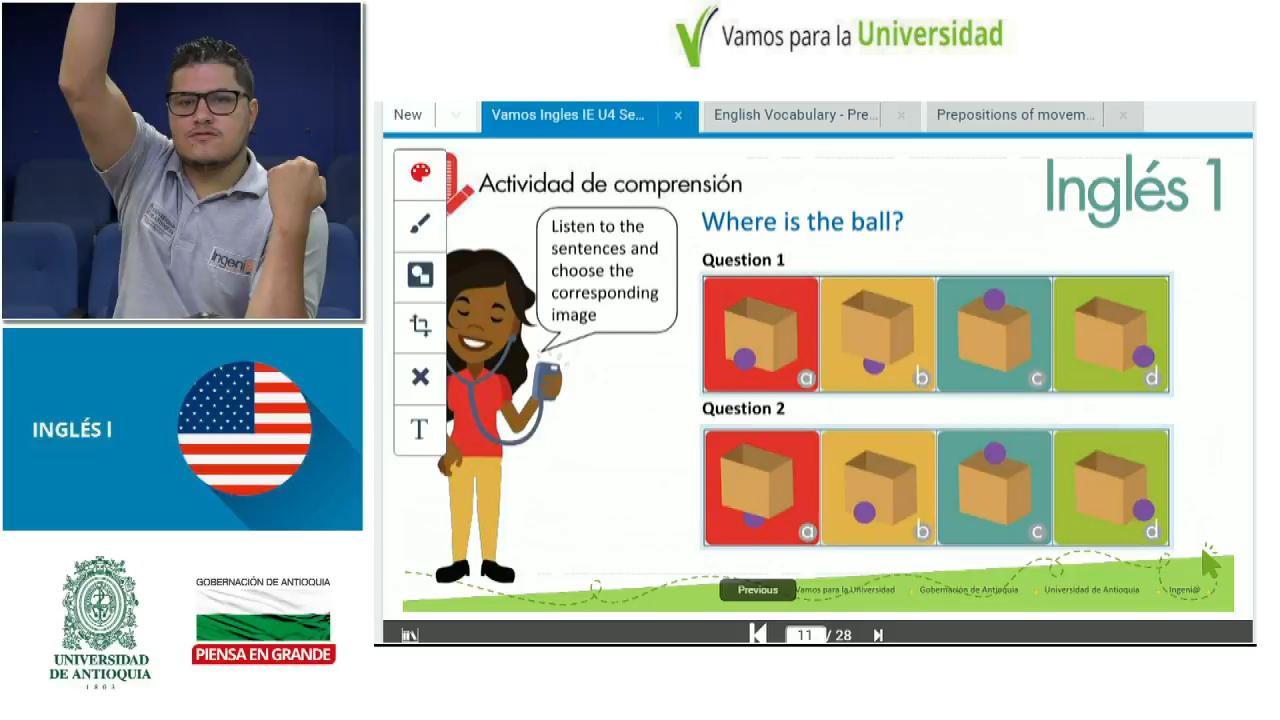 Vamos para la Universidad
New
Vamos Ingles IE U4 Se...
English Vocabulary - Pre...
Prepositions of movem...
Actividad de comprensión
Inglés 1
Listen to the
sentences and
choose the
corresponding
image
Where is the ball?
Question 1
a
b
c
d
Question 2
a
b
c
d
T
Previous
Vamos para la Universidad
Gobernación de Antioquia
Universidad de Antioquia
Ingeni@
11 / 28
Ingeni@
INGLÉS I
UNIVERSIDAD
DE ANTIOQUIA
1803
GOBERNACIÓN DE ANTIOQUIA
PIENSA EN GRANDE